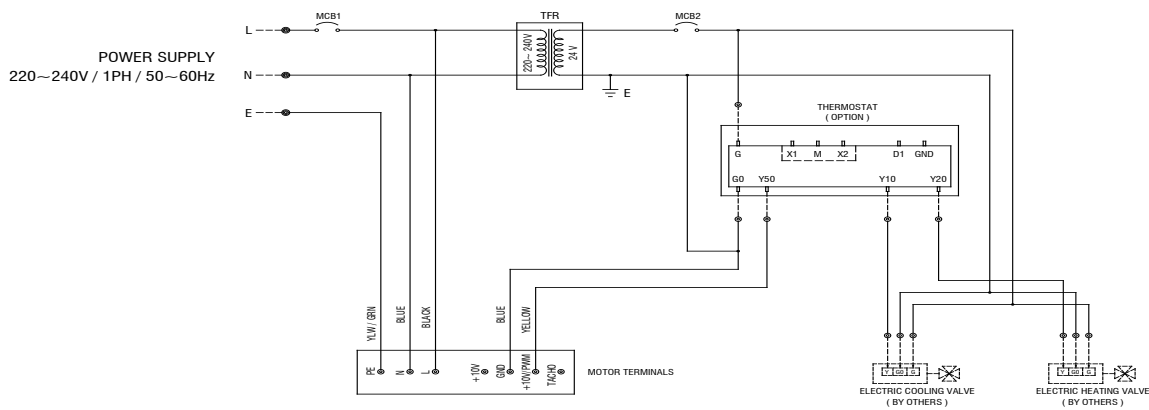 L
MCB1
TFR
MCB2
220~240V
24 V
POWER SUPPLY
220~240V / 1PH / 50~60Hz
N
E
E
THERMOSTAT
( OPTION )
G
X1
M
X2
D1
GND
G0
Y50
Y10
Y20
YLW / GRN
BLUE
BLACK
BLUE
YELLOW
PE
N
L
+10V
GND
+10V/PWM
TACHO
MOTOR TERMINALS
Y
G0
G
ELECTRIC COOLING VALVE
( BY OTHERS )
Y
G0
G
ELECTRIC HEATING VALVE
( BY OTHERS )